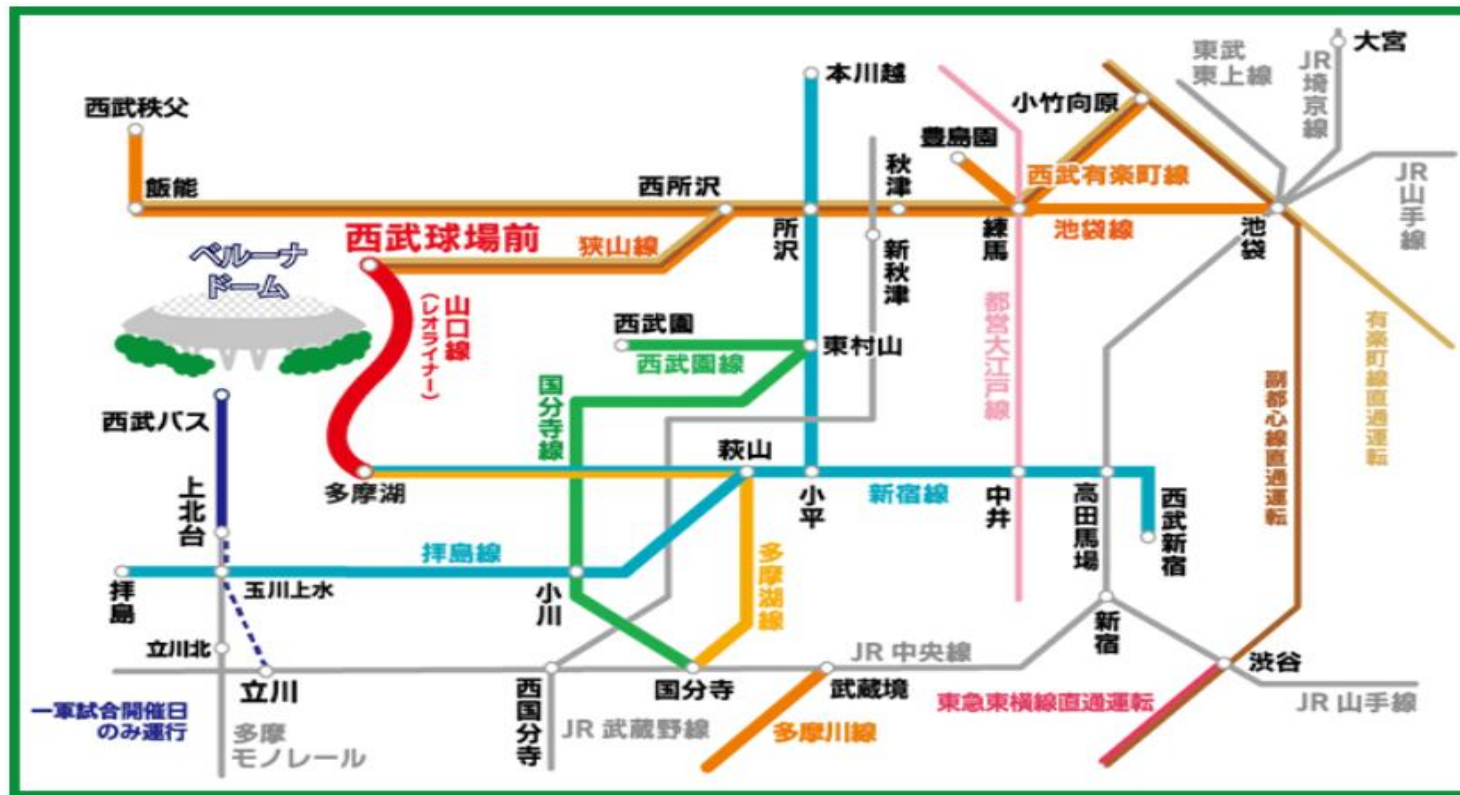 大宮
東武
東上線
JR埼京線
本川越
小竹向原
西武秩父
豊島園
秋津
飯能
西所沢
西武有楽町線
JR山手線
西武球場前
狭山線
所沢
新秋津
練馬
池袋線
池袋
ベルーナ
ドーム
山口線
(レオライナー)
西武園
東村山
西武園線
都営大江戸線
有楽町線直通運転
副都心線直通運転
国分寺線
西武バス
萩山
多摩湖
小平
新宿線
中井
高田馬場
西武新宿
上北台
拝島線
多摩湖線
拝島
玉川上水
小川
新宿
立川北
JR中央線
渋谷
立川
西国分寺
国分寺
武蔵境
東急東横線直通運転
JR山手線
一軍試合開催日
のみ運行
多摩
モノレール
JR武蔵野線
多摩川線